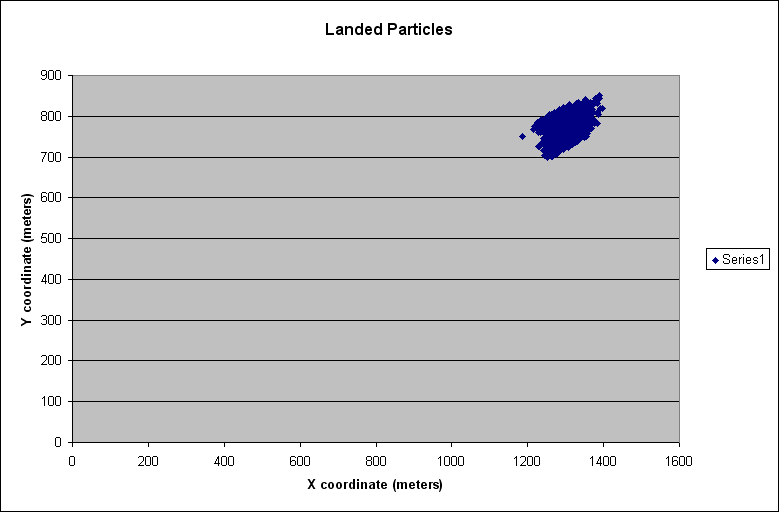 Landed Particles
900
800
700
600
500
400
300
200
100
0
0 200 400 600 800 1000 1200 1400 1600
X coordinate (meters)
Y coordinate (meters)
Series1